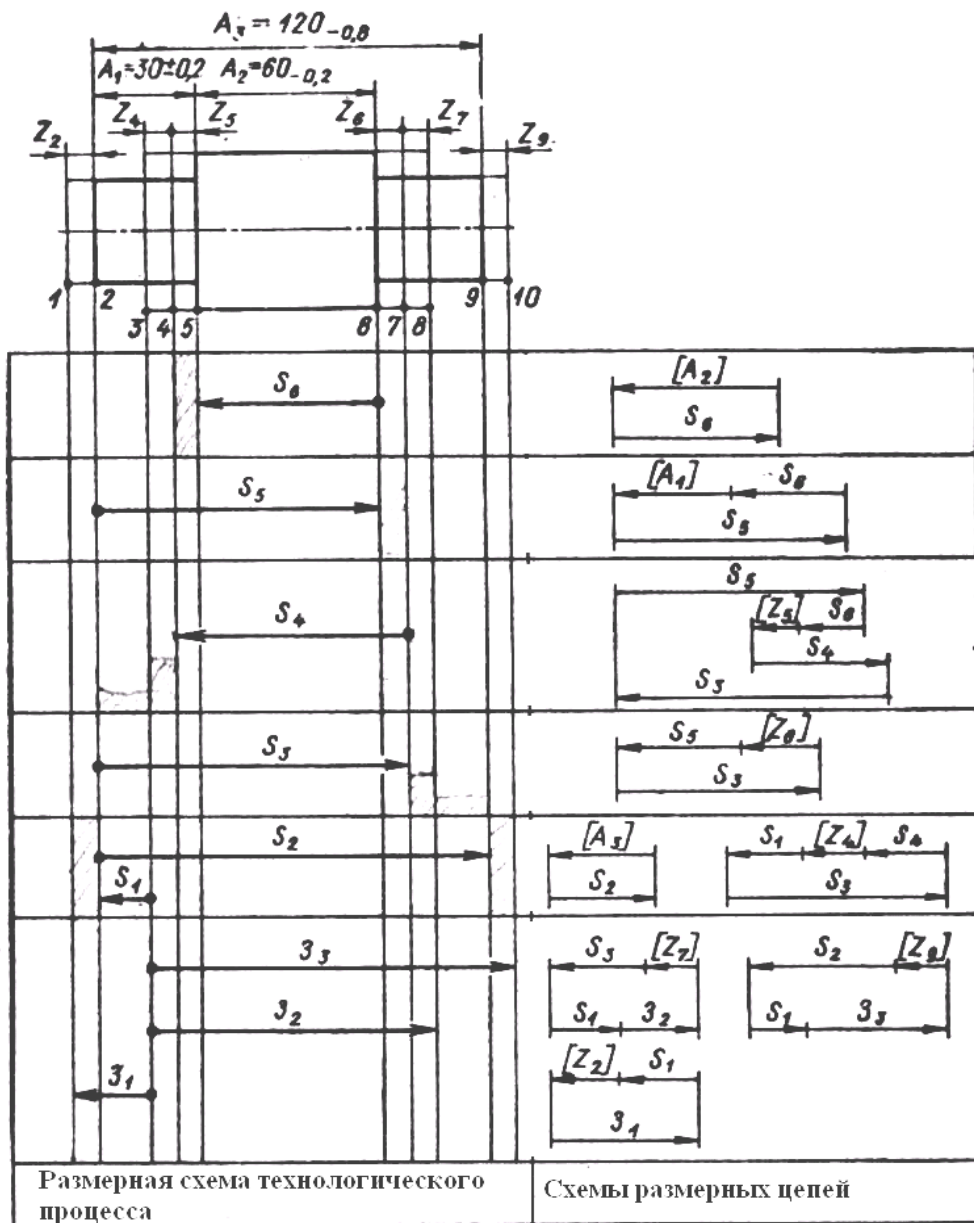 A₃ = 120₋₀,₈
A₁=30±0,2 A₂=60₋₀,₂
Z₄ Z₅ Z₆ Z₇
Z₂ Z₉
1 2 3 4 5 6 7 8 9 10
S₆
[A₂]
S₆
S₅
[A₁] S₆
S₅
S₄
S₅
[Z₅] S₆
S₄
S₃
S₃
S₅ [Z₆]
S₃
S₂
S₁
[A₃]
S₂
S₁ [Z₄] S₄
S₃
З₃
З₂
З₁
S₃ [Z₇]
S₁ З₂
S₂ [Z₉]
S₁ З₃
[Z₂] S₁
З₁
Размерная схема технологического
процесса
Схемы размерных цепей